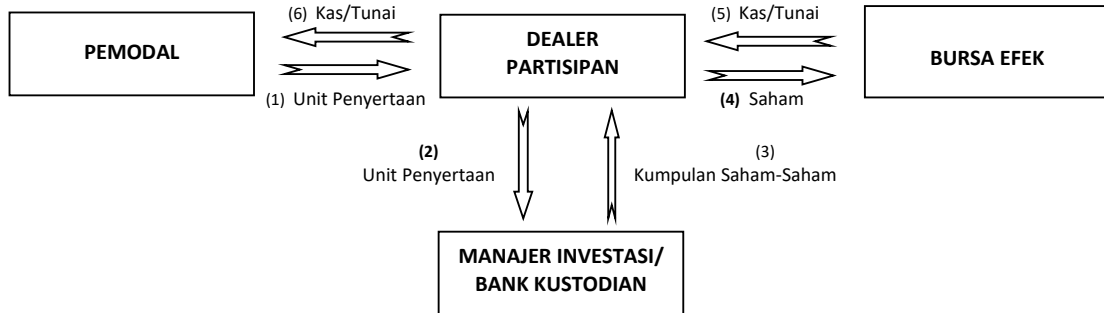 (6) Kas/Tunai
(5) Kas/Tunai
PEMODAL
DEALER
PARTISIPAN
BURSA EFEK
(1) Unit Penyertaan
(4) Saham
(2)
Unit Penyertaan
(3)
Kumpulan Saham-Saham
MANAJER INVESTASI/
BANK KUSTODIAN